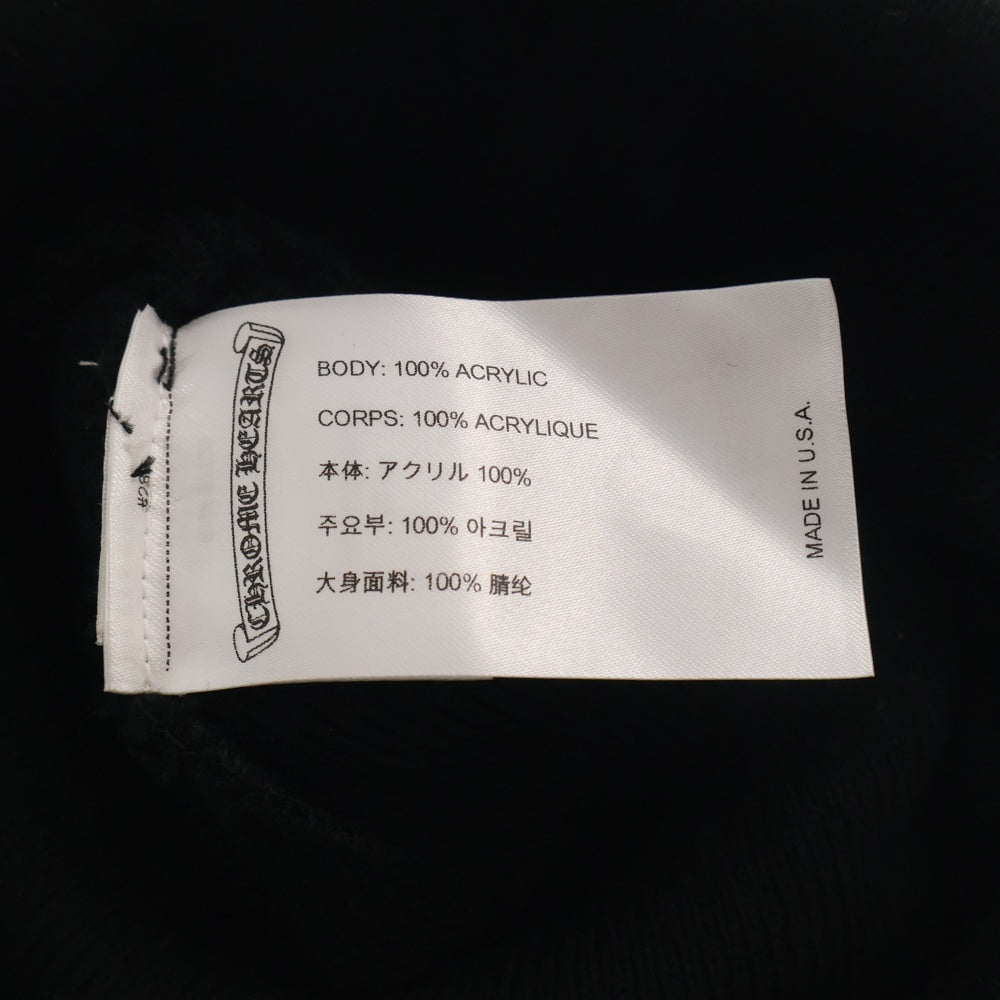 CHROME HEARTS
BODY: 100% ACRYLIC
CORPS: 100% ACRYLIQUE
本体: アクリル 100%
주요부: 100% 아크릴
大身面料: 100% 腈纶
MADE IN U.S.A.